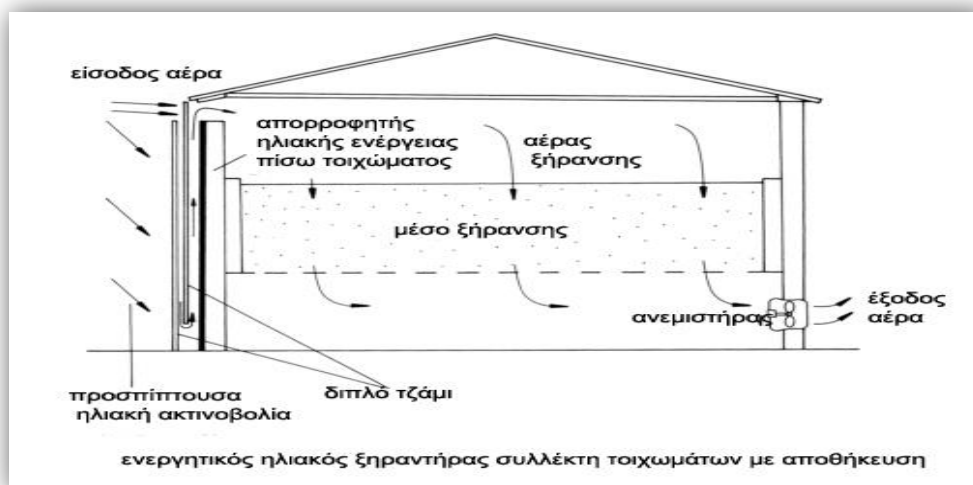 είσοδος αέρα
απορροφητής
ηλιακής ενέργειας
πίσω τοιχώματος
αέρας
ξήρανσης
μέσο ξήρανσης
ανεμιστήρας
έξοδος
αέρα
προσπίπτουσα
ηλιακή ακτινοβολία
διπλό τζάμι
ενεργητικός ηλιακός ξηραντήρας συλλέκτη τοιχωμάτων με αποθήκευση